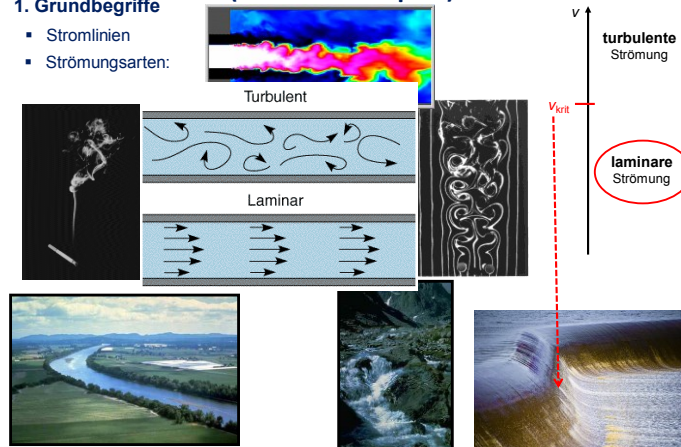 1. Grundbegriffe
▪ Stromlinien
▪ Strömungsarten:
Turbulent
Laminar
v
turbulente
Strömung
vkrit
laminare
Strömung